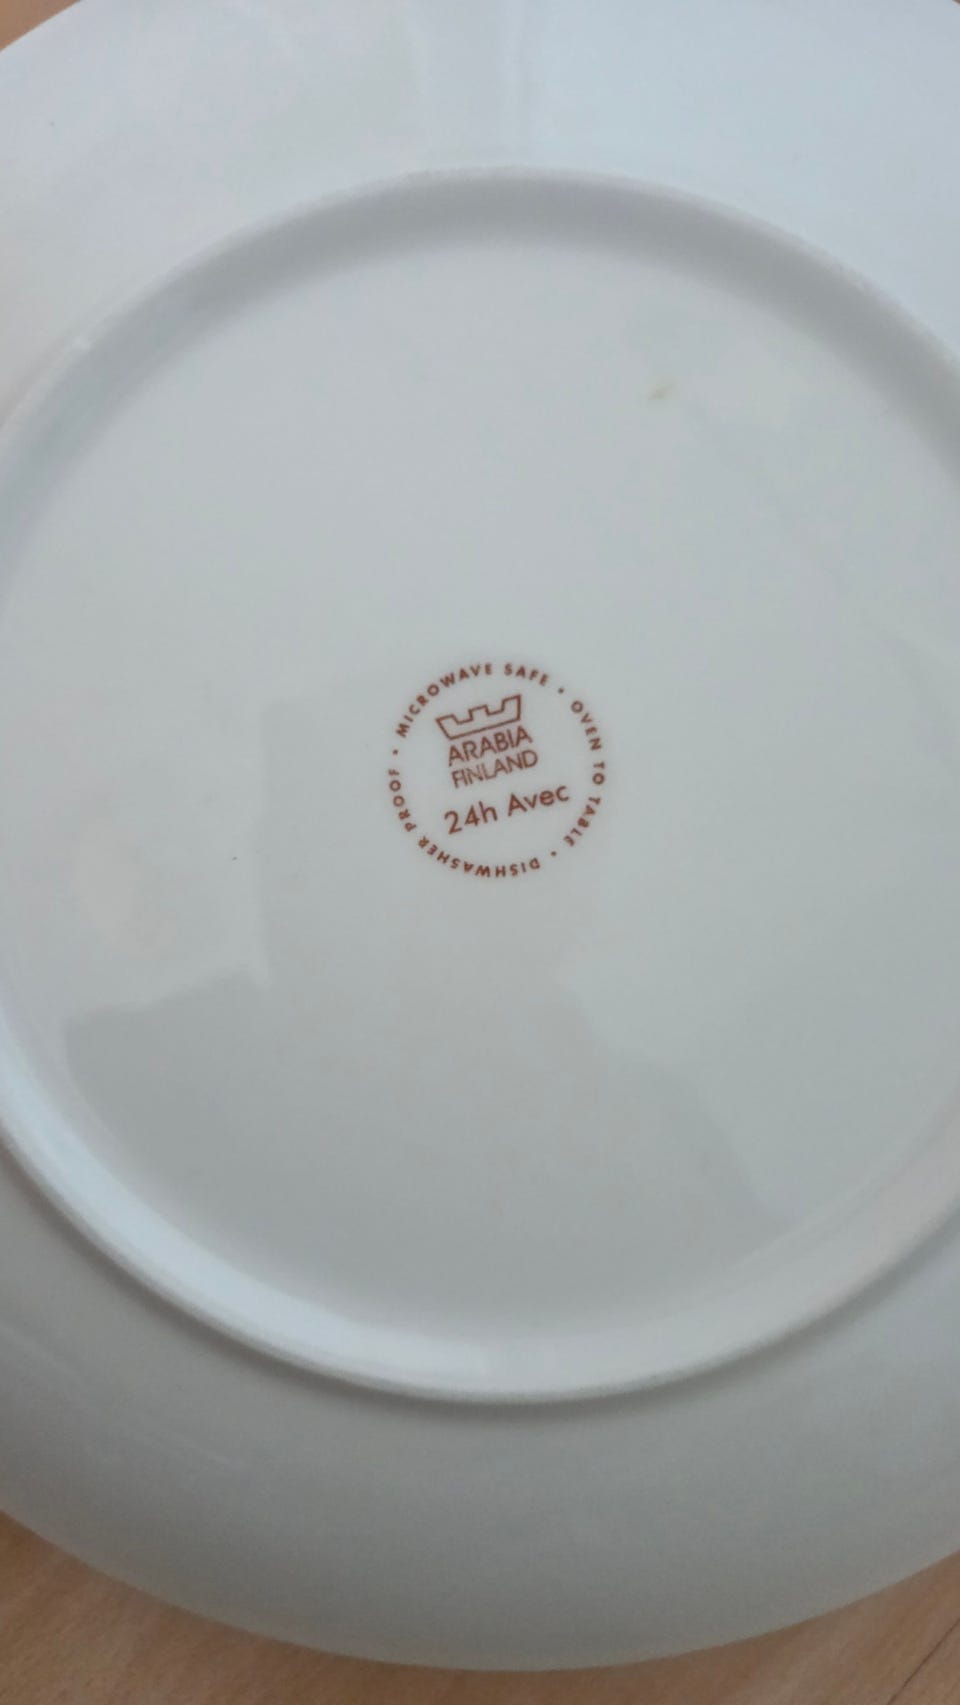 MICROWAVE SAFE • OVEN TO TABLE • DISHWASHER PROOF •
ARABIA
FINLAND
24h Avec